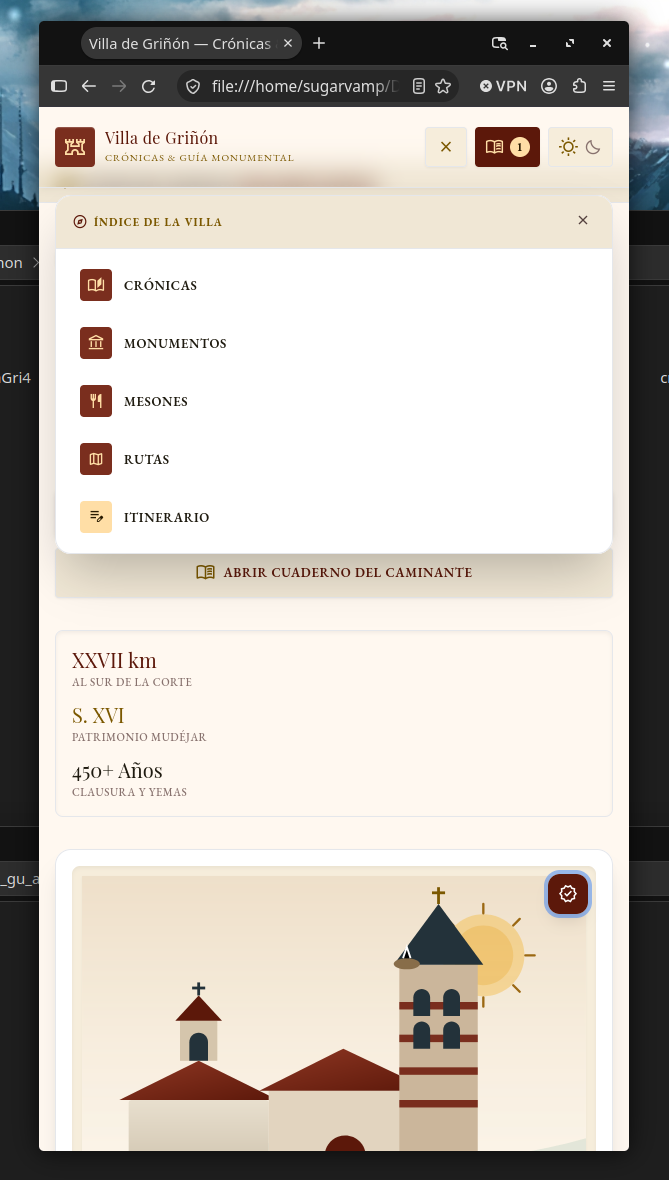 Villa de Griñón — Crónicas
file:///home/sugarvamp/
VPN
Villa de Griñón
CRÓNICAS & GUÍA MONUMENTAL
1
ÍNDICE DE LA VILLA
CRÓNICAS
MONUMENTOS
MESONES
RUTAS
ITINERARIO
ABRIR CUADERNO DEL CAMINANTE
XXVII km
AL SUR DE LA CORTE
S. XVI
PATRIMONIO MUDÉJAR
450+ Años
CLAUSURA Y YEMAS